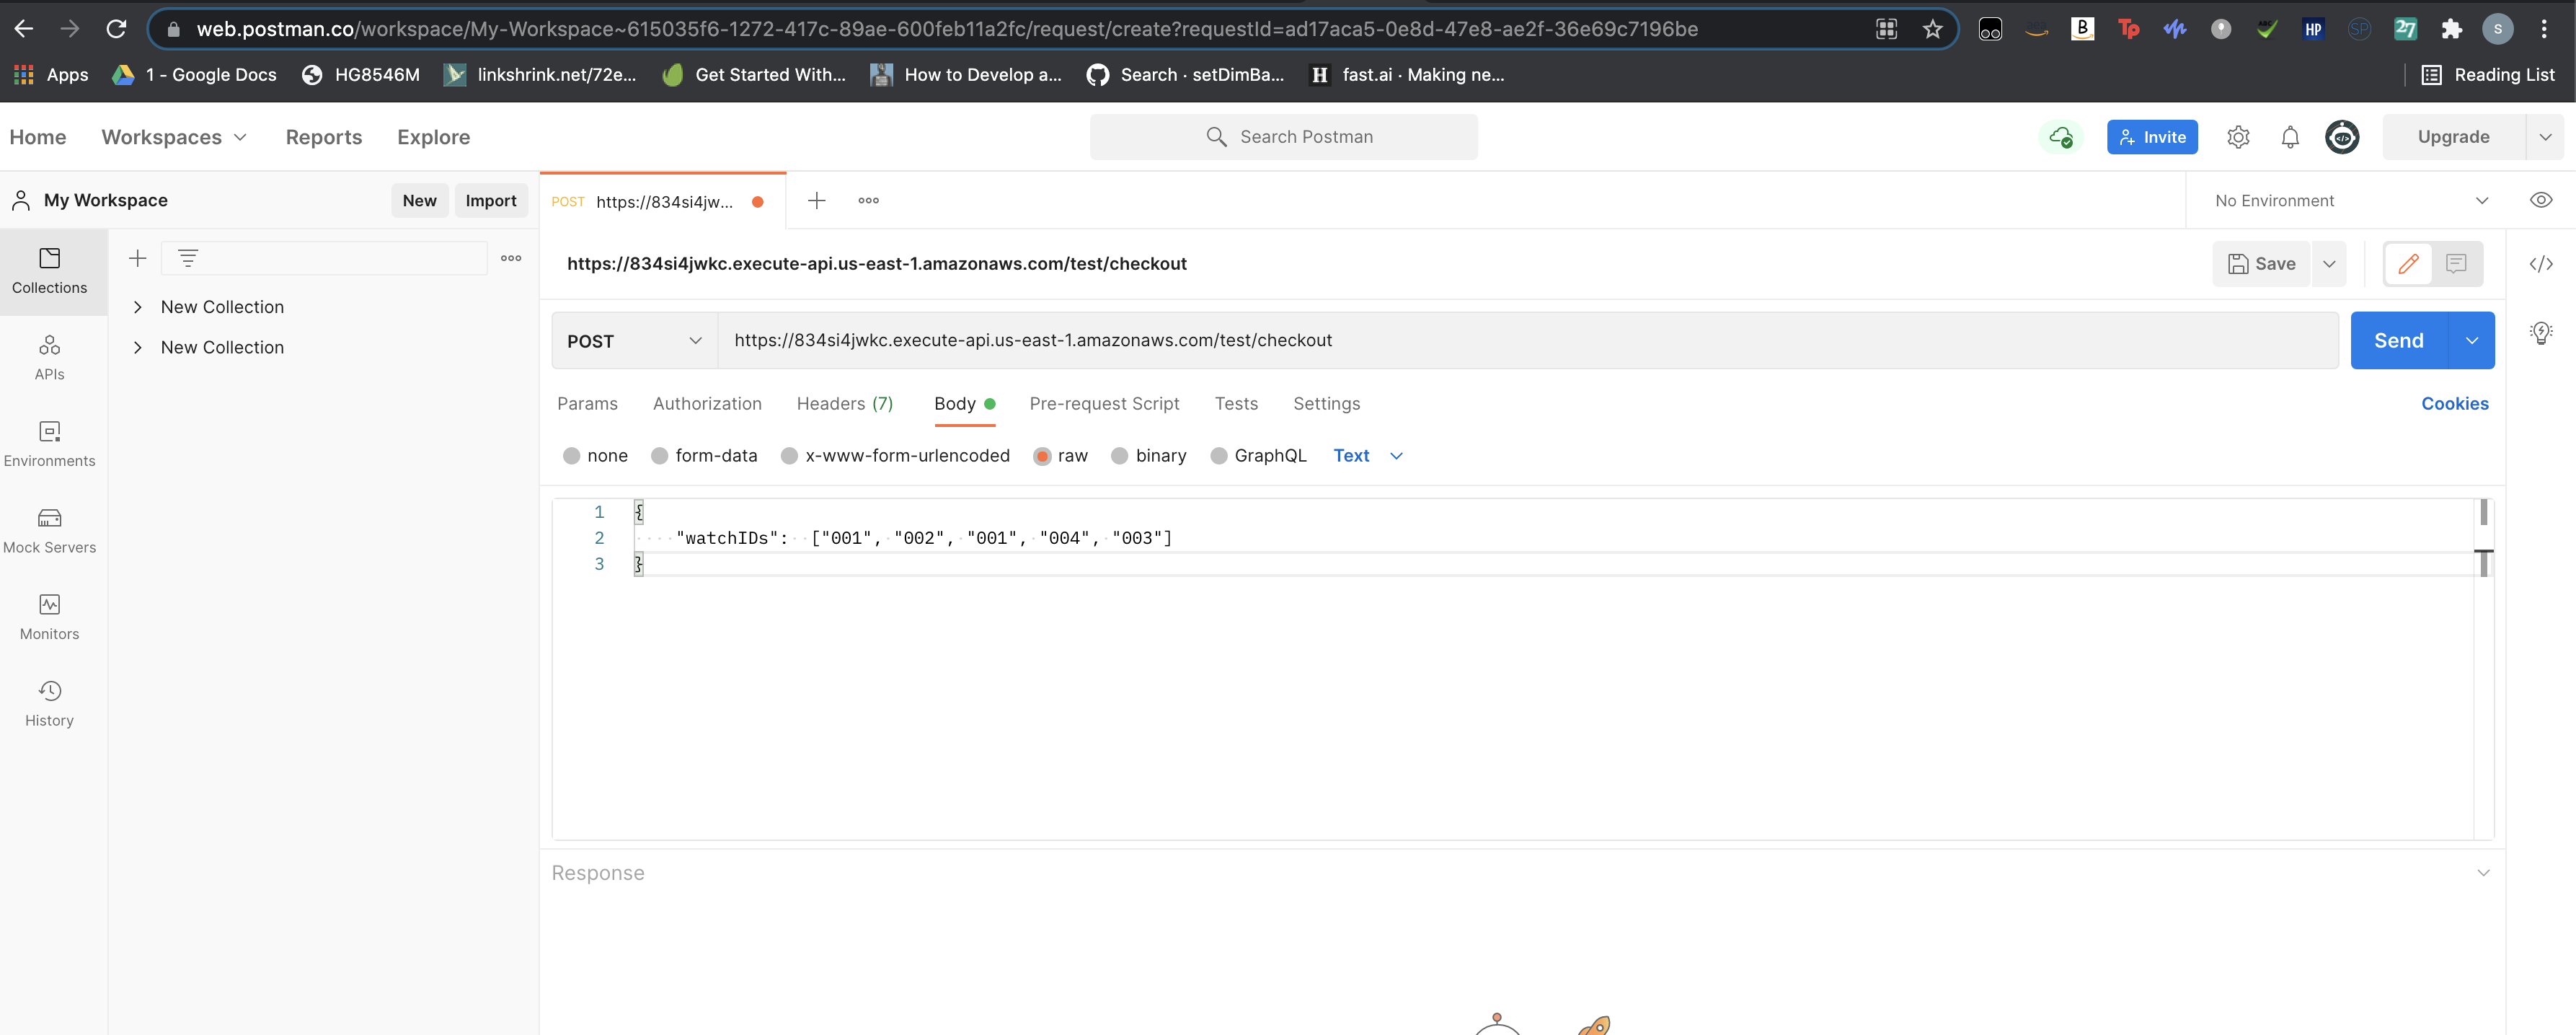 web.postman.co/workspace/My-Workspace~615035f6-1272-417c-89ae-600feb11a2fc/request/create?requestId=ad17aca5-0e8d-47e8-ae2f-36e69c7196be
B Tp HP SP 27 S
Apps 1 - Google Docs HG8546M linkshrink.net/72e... Get Started With... How to Develop a... Search · setDimBa... H fast.ai · Making ne... Reading List
Home Workspaces Reports Explore Search Postman Invite Upgrade
My Workspace New Import POST https://834si4jw... No Environment
Collections
APIs
Environments
Mock Servers
Monitors
History
New Collection
New Collection
https://834si4jwkc.execute-api.us-east-1.amazonaws.com/test/checkout Save
POST https://834si4jwkc.execute-api.us-east-1.amazonaws.com/test/checkout Send
Params Authorization Headers (7) Body Pre-request Script Tests Settings Cookies
none form-data x-www-form-urlencoded raw binary GraphQL Text
1 {
2 "watchIDs": ["001", "002", "001", "004", "003"]
3 }
Response